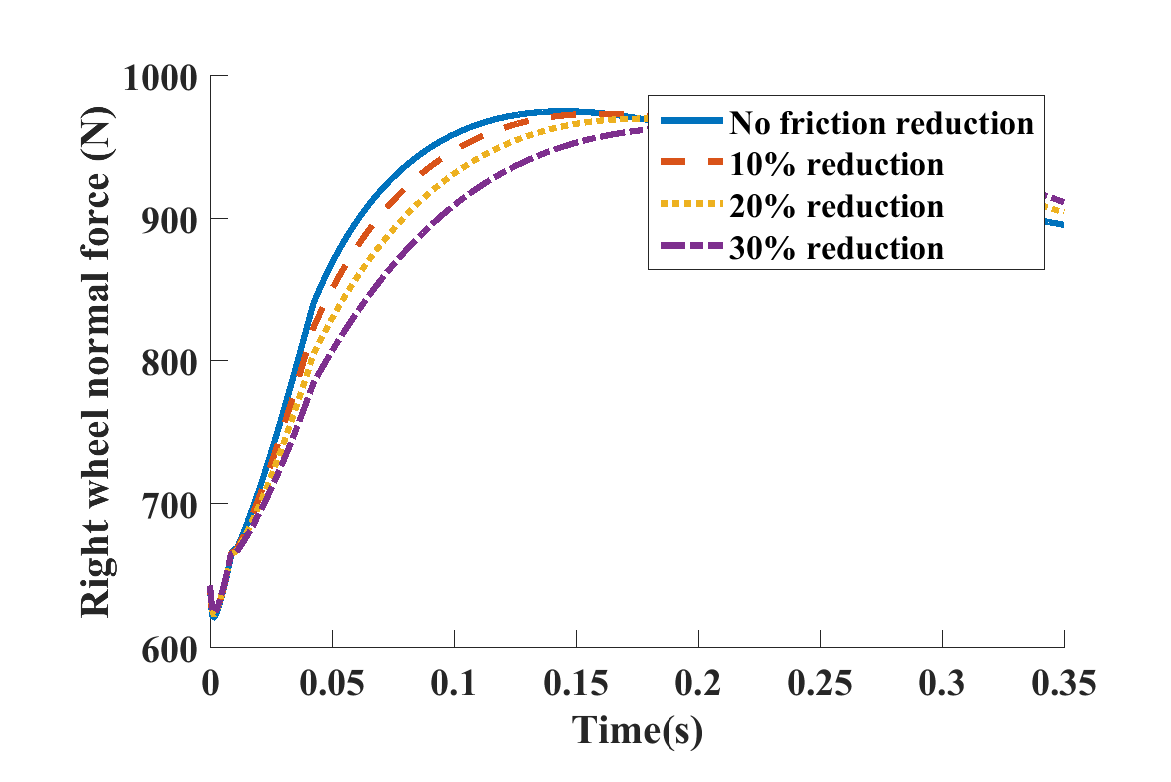 1000
900
800
700
600
Right wheel normal force (N)
No friction reduction
10% reduction
20% reduction
30% reduction
0 0.05 0.1 0.15 0.2 0.25 0.3 0.35
Time(s)